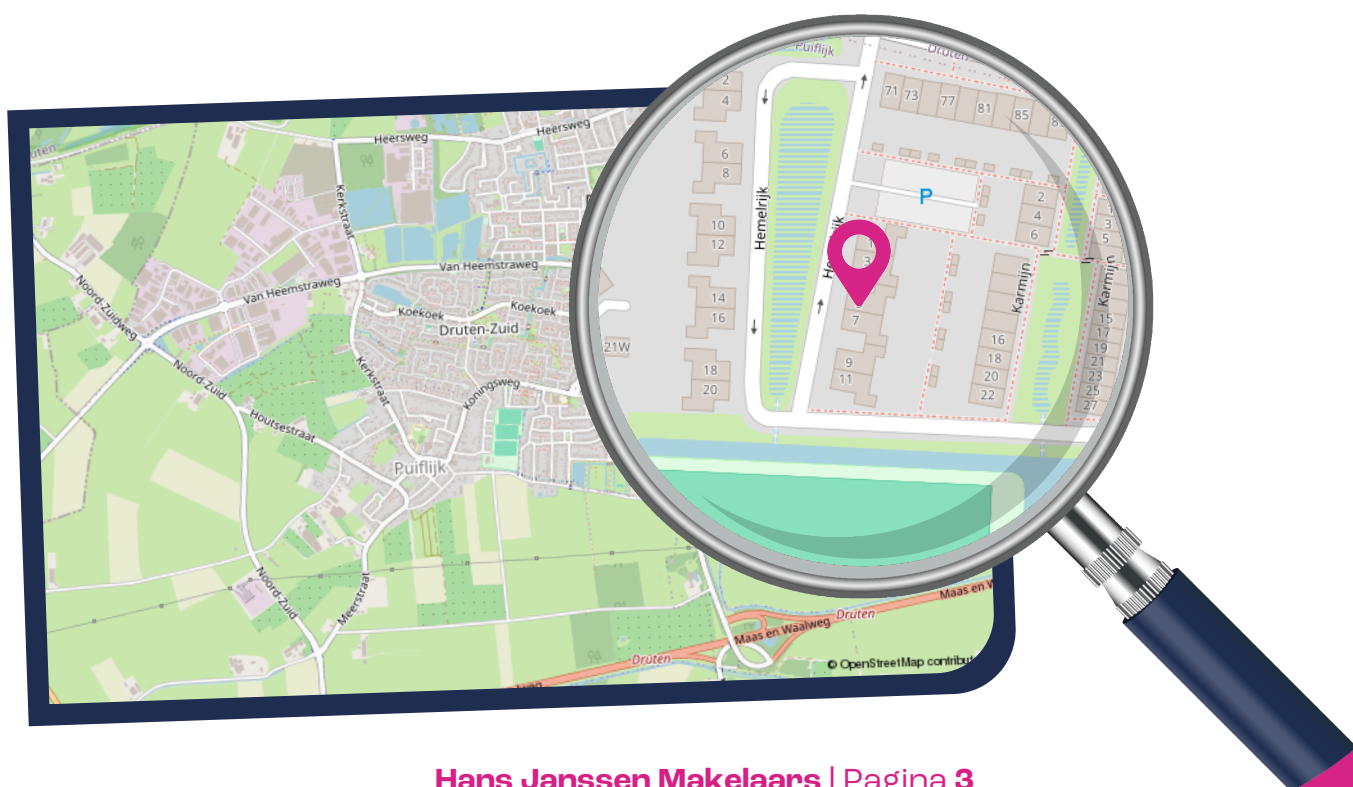 Heersweg
Heersweg
Kerkstraat
Van Heemstraweg
Van Heemstraweg
Noord-Zuidweg
Koekoek
Koekoek
Druten-Zuid
Noord-Zuid
Kerkstraat
Koningsweg
Houtsestraat
Puiflijk
Noord-Zuid
Meerstraat
Maas en Waalweg
Druten
Druten
Maas en W
© OpenStreetMap contribut
Puiflijk
Druten
2
4
71 73 77 81 85
6
8
P
2
4
6
3
5
Hemelrijk
10
12
3
7
14
16
Karmijn
Karmijn
15
17
19
21
23
25
27
16
18
20
22
21W
9
11
18
20
Hans Janssen Makelaars | Pagina 3